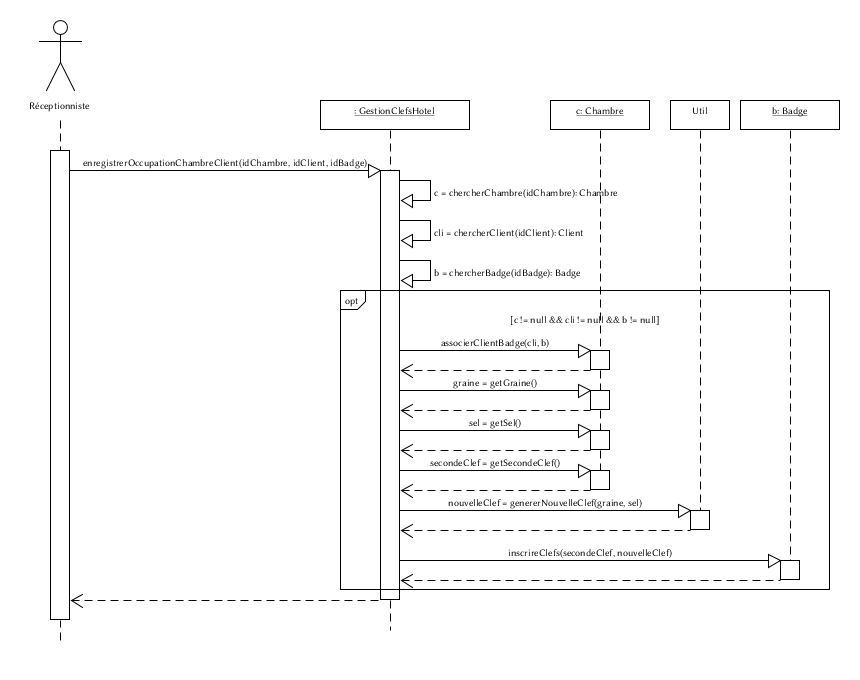 Réceptionniste
: GestionClefsHotel
c: Chambre
Util
b: Badge
enregistrerOccupationChambreClient(idChambre, idClient, idBadge)
c = chercherChambre(idChambre): Chambre
cli = chercherClient(idClient): Client
b = chercherBadge(idBadge): Badge
opt
[c != null && cli != null && b != null]
associerClientBadge(cli, b)
graine = getGraine()
sel = getSel()
secondeClef = getSecondeClef()
nouvelleClef = genererNouvelleClef(graine, sel)
inscrireClefs(secondeClef, nouvelleClef)